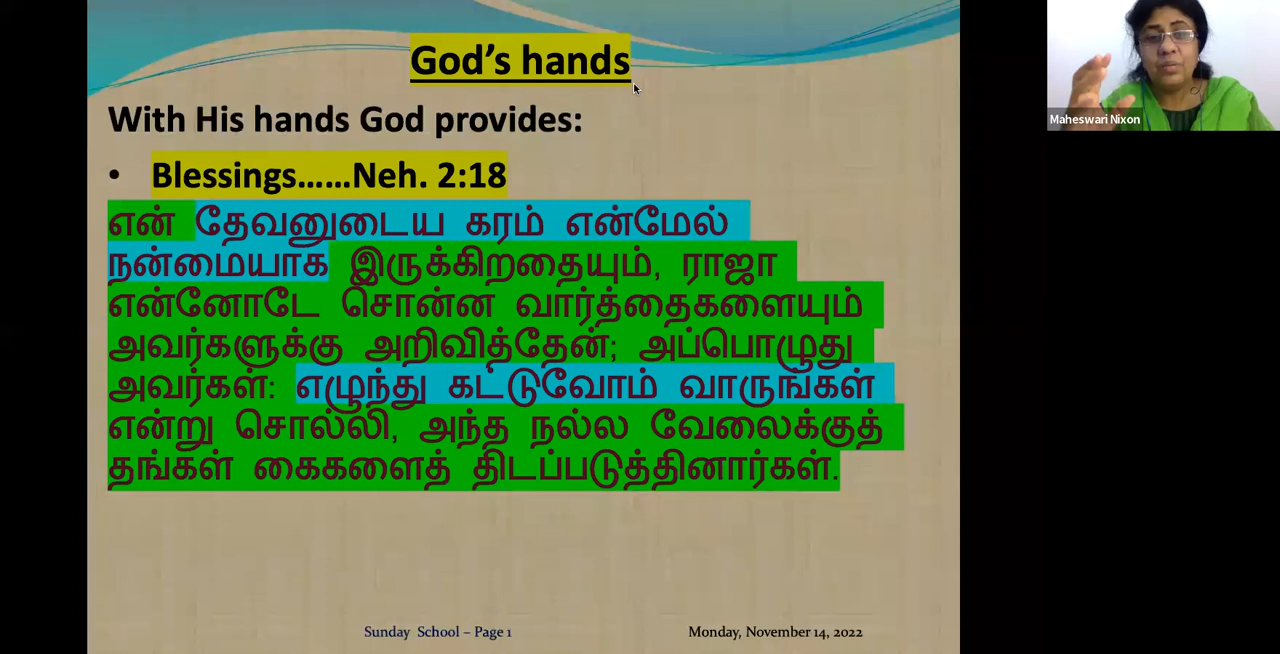 God's hands
With His hands God provides:
• Blessings......Neh. 2:18
என் தேவனுடைய கரம் என்மேல்
நன்மையாக இருக்கிறதையும், ராஜா
என்னோடே சொன்ன வார்த்தைகளையும்
அவர்களுக்கு அறிவித்தேன்; அப்பொழுது
அவர்கள்: எழுந்து கட்டுவோம் வாருங்கள்
என்று சொல்லி, அந்த நல்ல வேலைக்குத்
தங்கள் கைகளைத் திடப்படுத்தினார்கள்.
Sunday School – Page 1
Monday, November 14, 2022
Maheswari Nixon